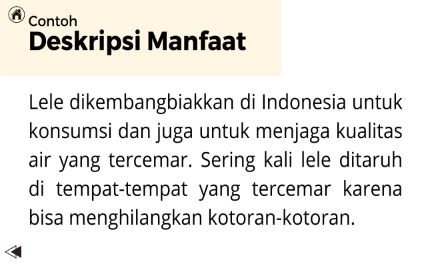 Contoh
Deskripsi Manfaat
Lele dikembangbiakkan di Indonesia untuk
konsumsi dan juga untuk menjaga kualitas
air yang tercemar. Sering kali lele ditaruh
di tempat-tempat yang tercemar karena
bisa menghilangkan kotoran-kotoran.